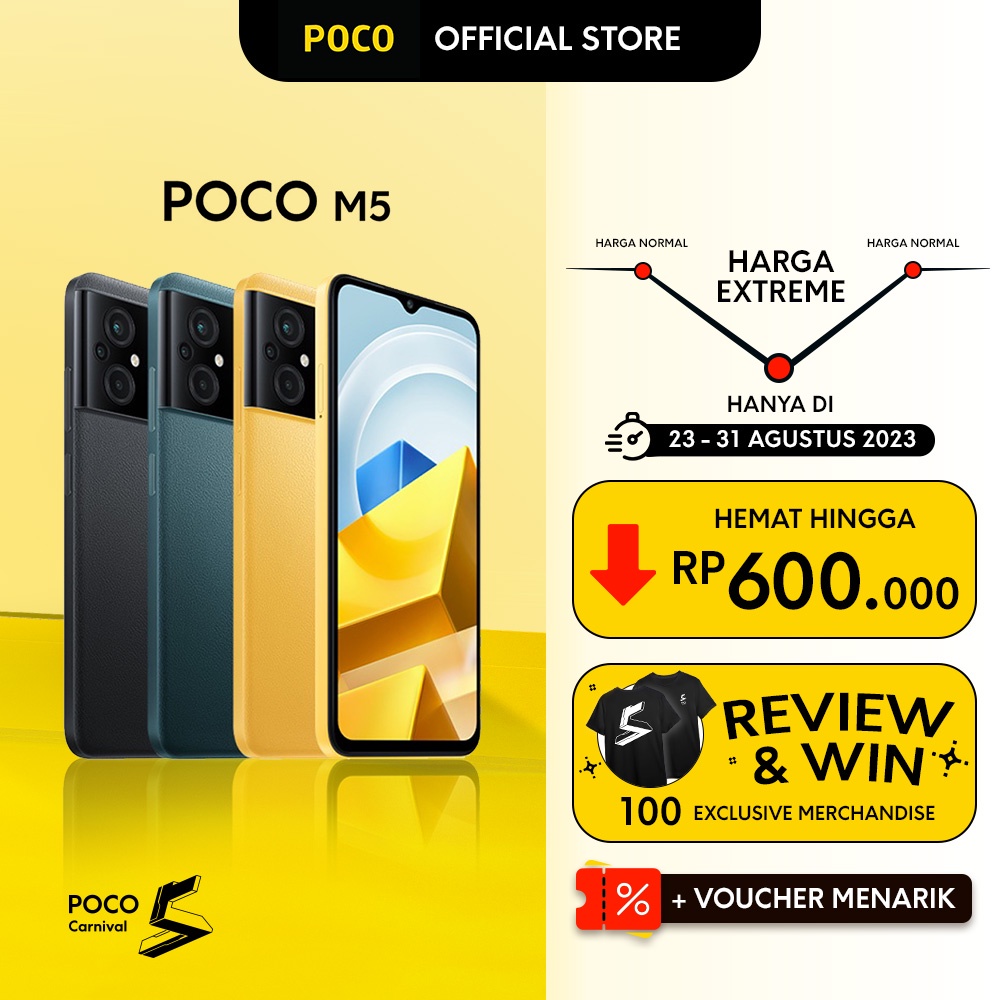 POCO OFFICIAL STORE
POCO M5
HARGA NORMAL
HARGA NORMAL
HARGA
EXTREME
HANYA DI
23 - 31 AGUSTUS 2023
HEMAT HINGGA
RP600.000
REVIEW
& WIN
100 EXCLUSIVE MERCHANDISE
% + VOUCHER MENARIK
POCO
Carnival
5